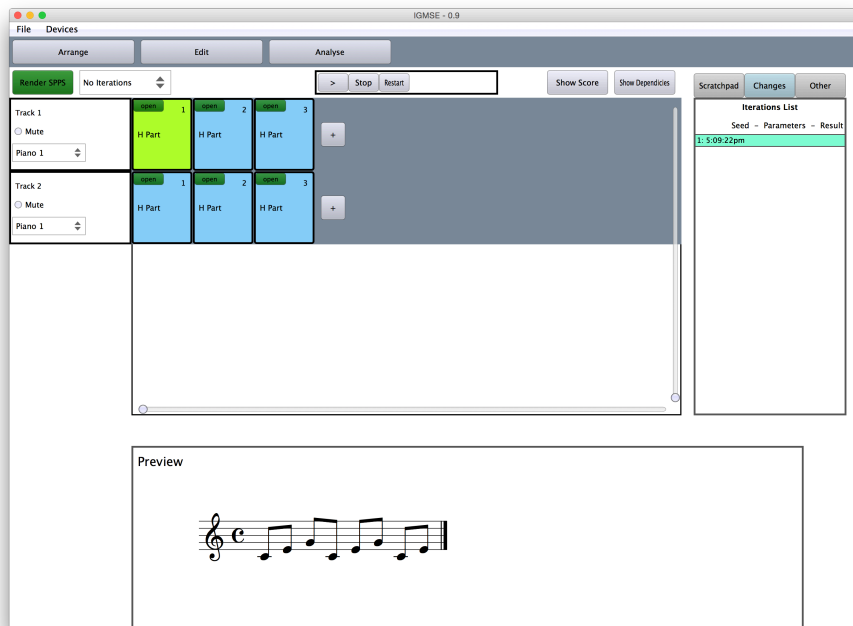 IGMSE - 0.9
File Devices
Arrange Edit Analyse
Render SPPS No Iterations > Stop Restart Show Score Show Dependicies Scratchpad Changes Other
Track 1
Mute
Piano 1
open 1
H Part
open 2
H Part
open 3
H Part
+
Track 2
Mute
Piano 1
open 1
H Part
open 2
H Part
open 3
H Part
+
Iterations List
Seed - Parameters - Result
1: 5:09:22pm
Preview